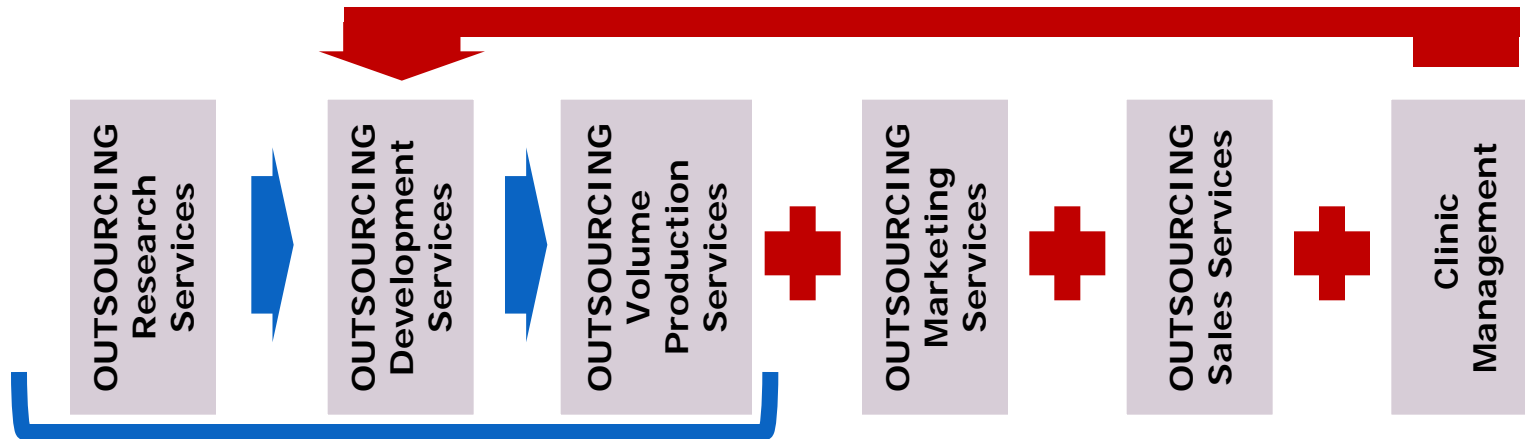 OUTSOURCING
Research
Services
OUTSOURCING
Development
Services
OUTSOURCING
Volume
Production
Services
OUTSOURCING
Marketing
Services
OUTSOURCING
Sales Services
Clinic
Management